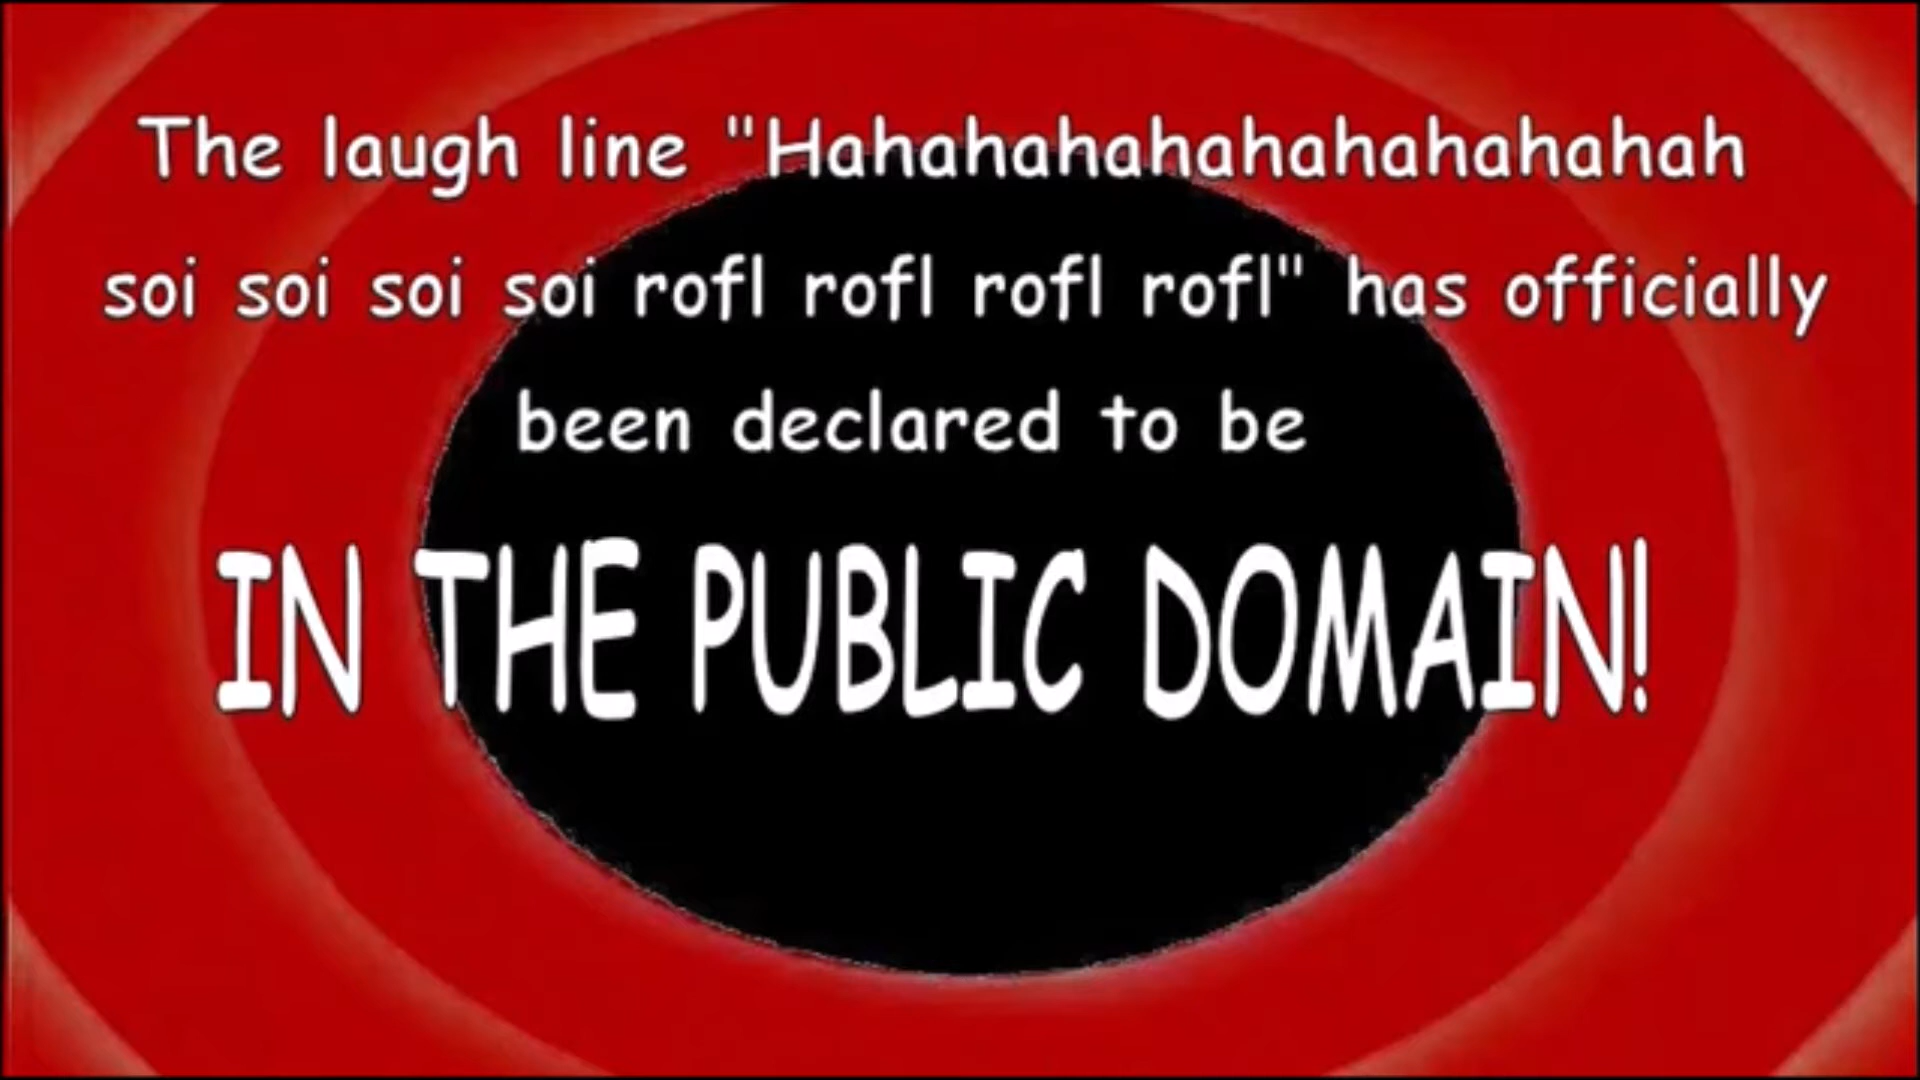 The laugh line "Hahahahahahahahahahahah
soi soi soi soi rofl rofl rofl rofl" has officially
been declared to be
IN THE PUBLIC DOMAIN!